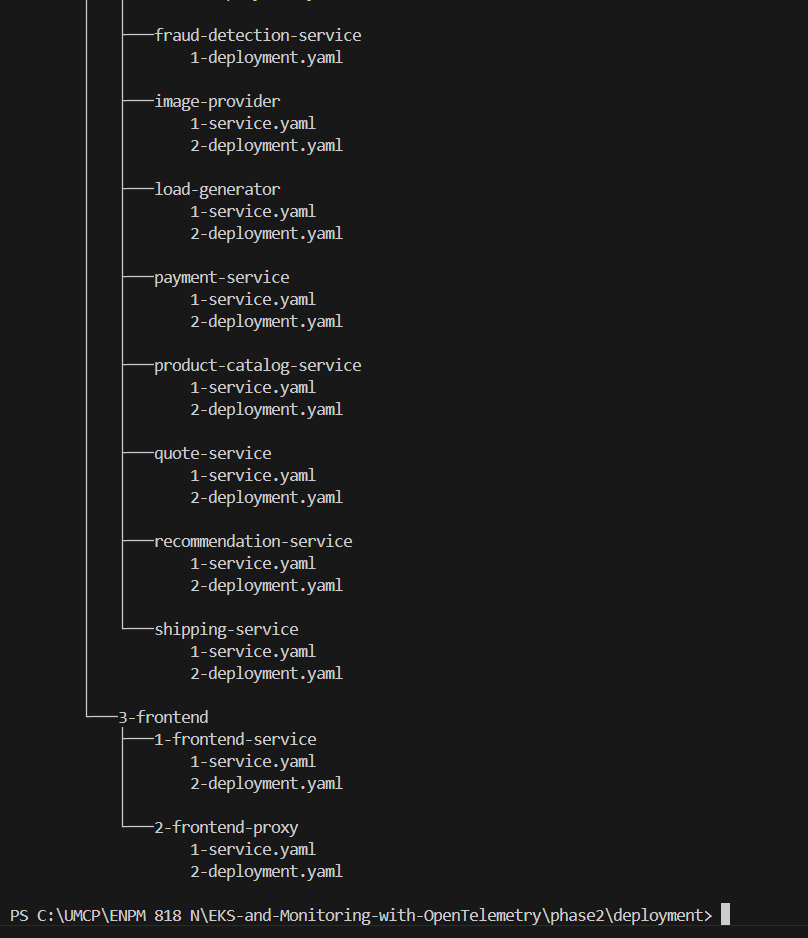 fraud-detection-service
1-deployment.yaml
image-provider
1-service.yaml
2-deployment.yaml
load-generator
1-service.yaml
2-deployment.yaml
payment-service
1-service.yaml
2-deployment.yaml
product-catalog-service
1-service.yaml
2-deployment.yaml
quote-service
1-service.yaml
2-deployment.yaml
recommendation-service
1-service.yaml
2-deployment.yaml
shipping-service
1-service.yaml
2-deployment.yaml
3-frontend
1-frontend-service
1-service.yaml
2-deployment.yaml
2-frontend-proxy
1-service.yaml
2-deployment.yaml
PS C:\UMCP\ENPM 818 N\EKS-and-Monitoring-with-OpenTelemetry\phase2\deployment>